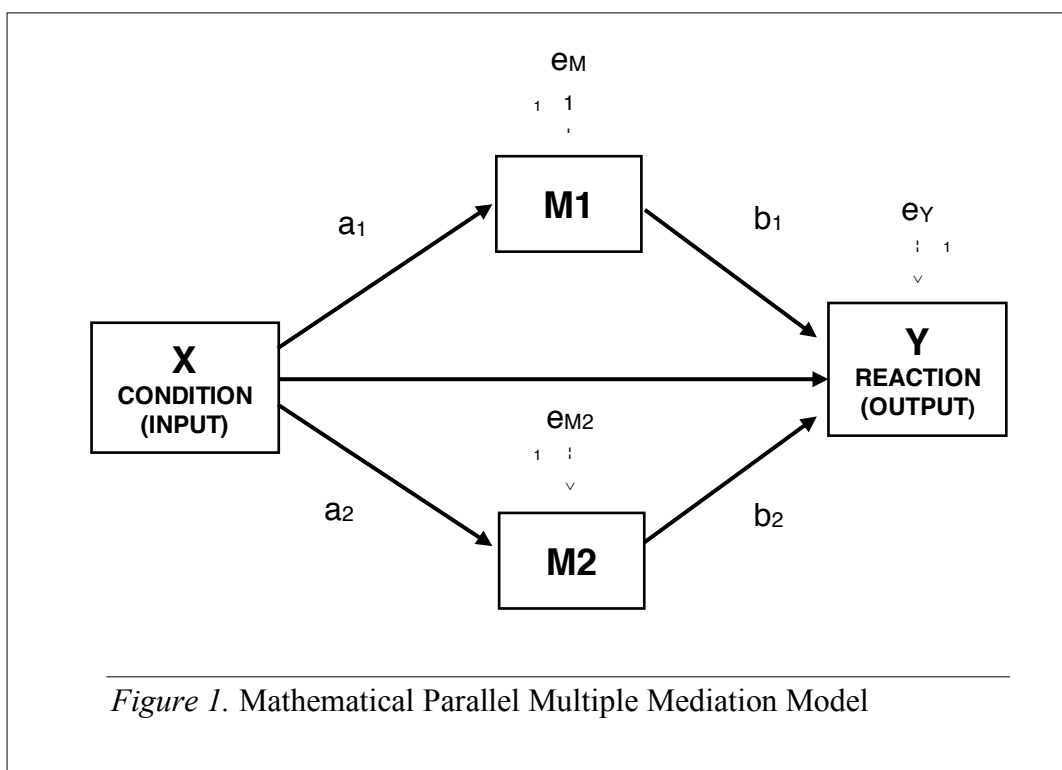 eM
1 1
M1
a1
b1
eY
1
X
CONDITION
(INPUT)
Y
REACTION
(OUTPUT)
eM2
1
a2
b2
M2
Figure 1. Mathematical Parallel Multiple Mediation Model